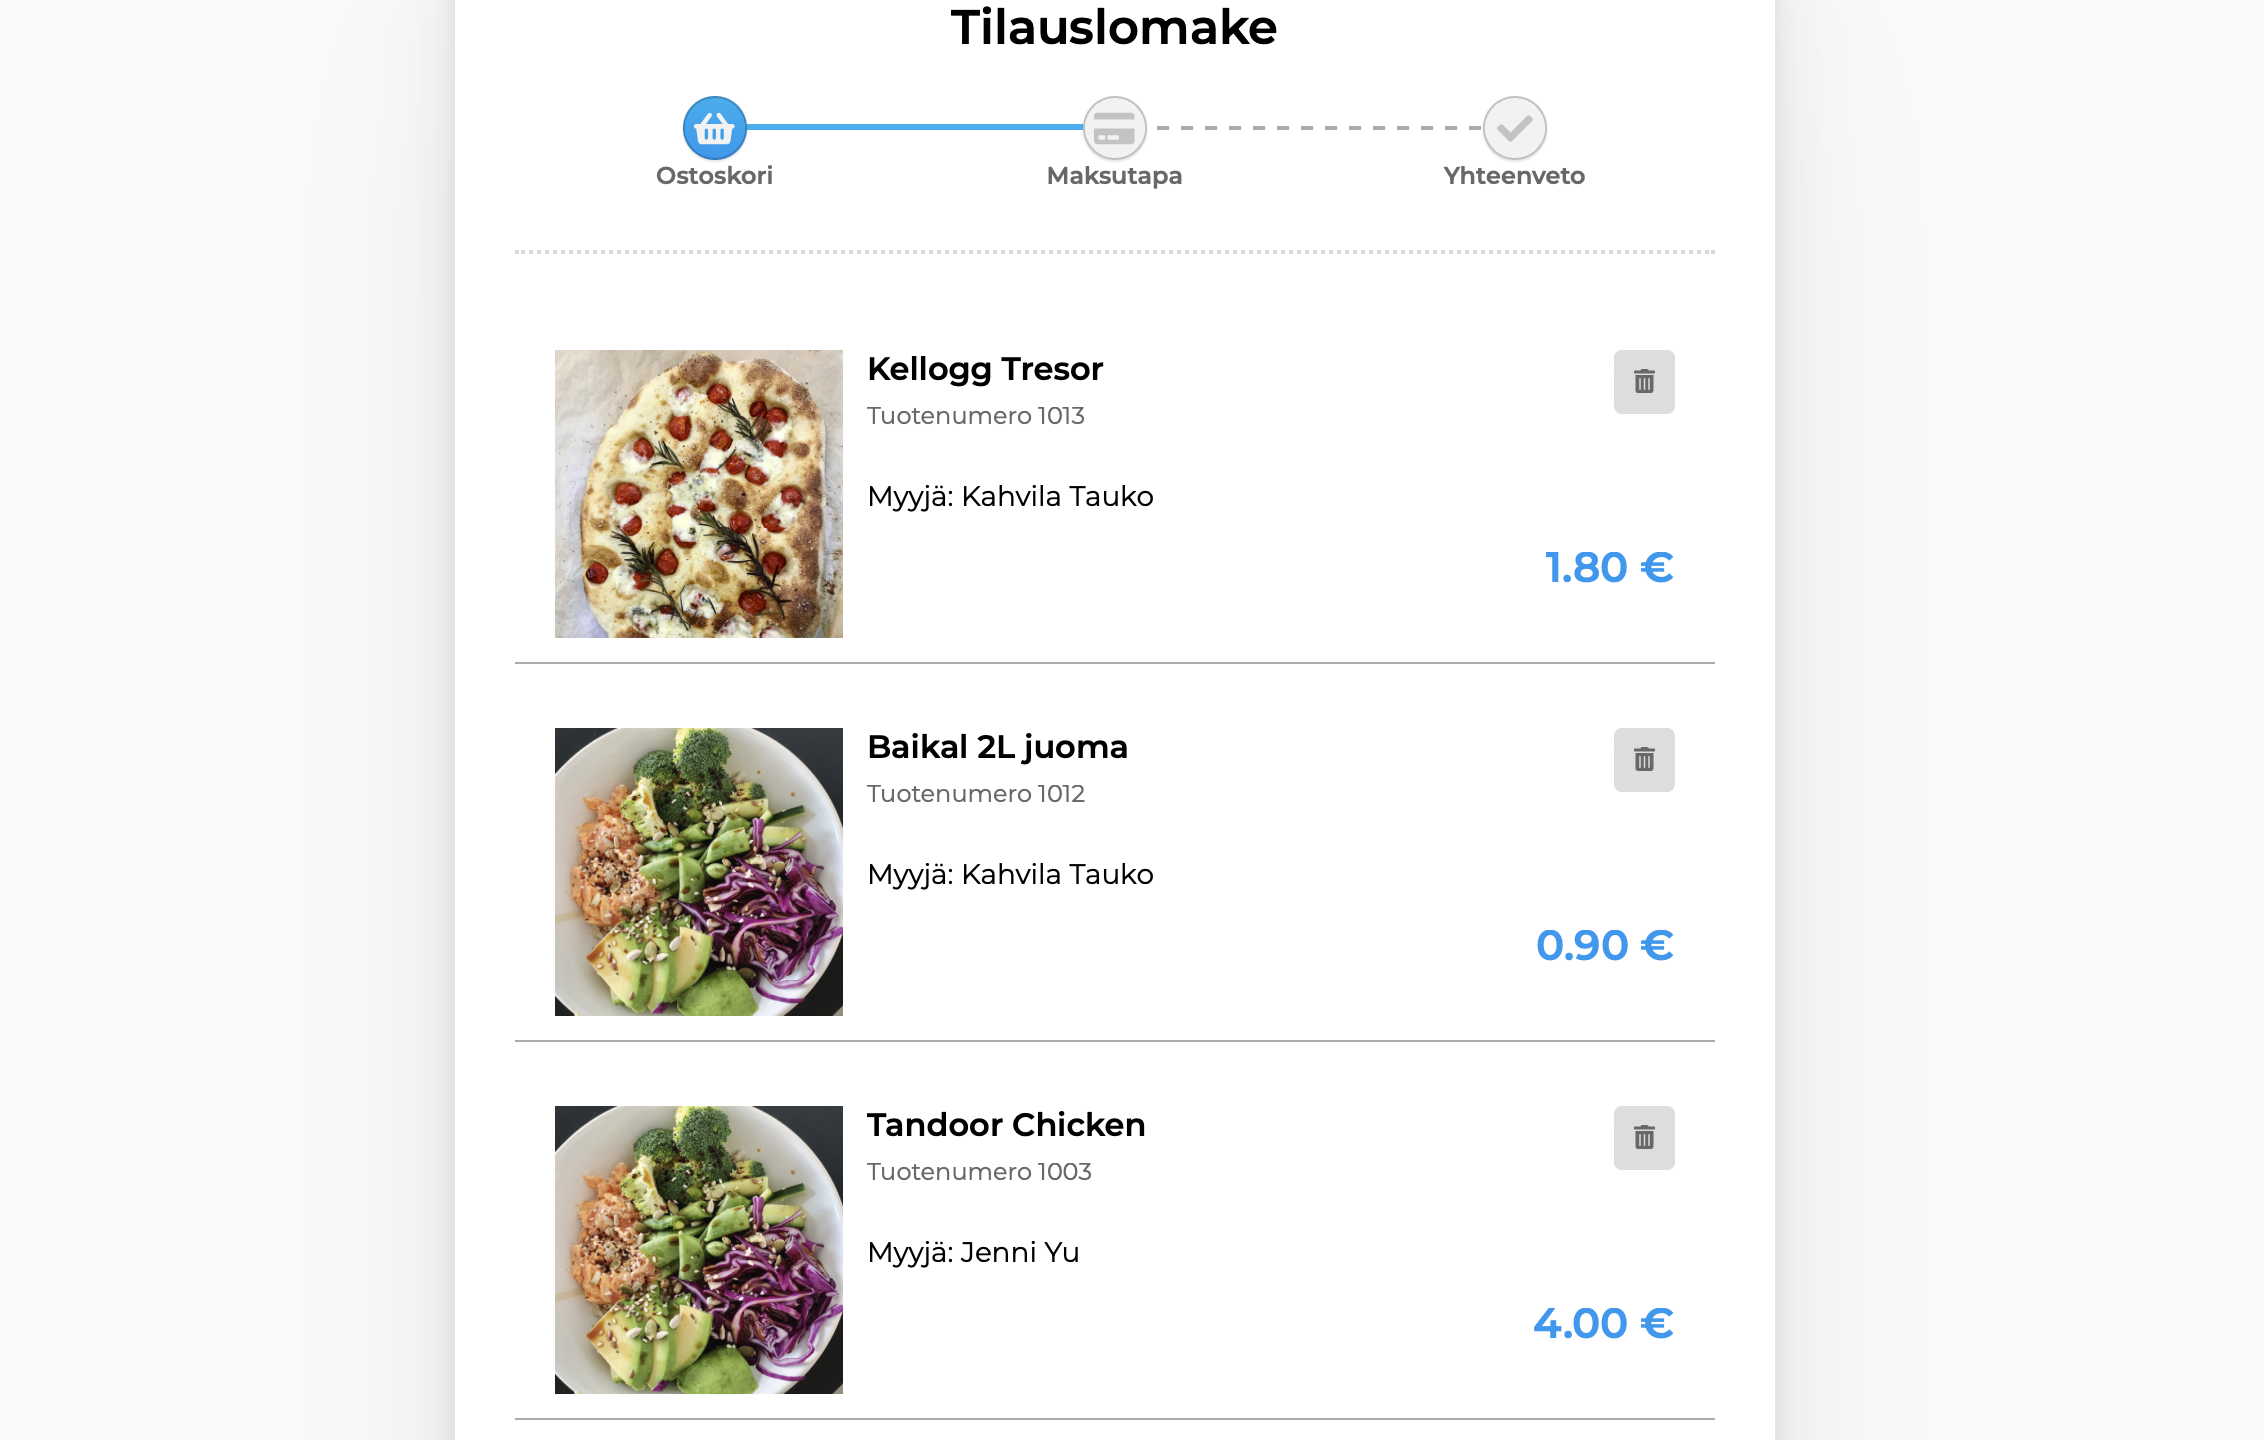 Tilauslomake
Ostoskori
Maksutapa
Yhteenveto
Kellogg Tresor
Tuotenumero 1013
Myyjä: Kahvila Tauko
1.80 €
Baikal 2L juoma
Tuotenumero 1012
Myyjä: Kahvila Tauko
0.90 €
Tandoor Chicken
Tuotenumero 1003
Myyjä: Jenni Yu
4.00 €